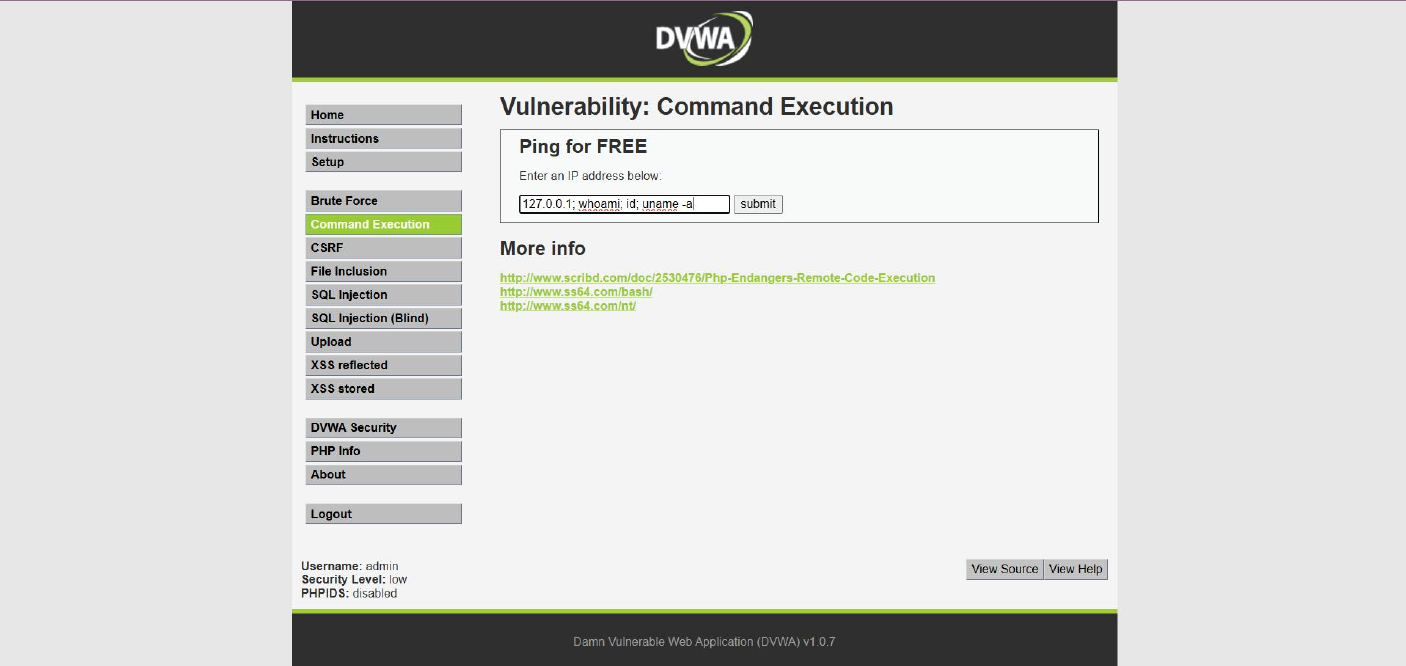 DVWA
Home
Instructions
Setup
Brute Force
Command Execution
CSRF
File Inclusion
SQL Injection
SQL Injection (Blind)
Upload
XSS reflected
XSS stored
DVWA Security
PHP Info
About
Logout
Vulnerability: Command Execution
Ping for FREE
Enter an IP address below:
127.0.0.1; whoami; id; uname -a submit
More info
http://www.scribd.com/doc/2530476/Php-Endangers-Remote-Code-Execution
http://www.ss64.com/bash/
http://www.ss64.com/nt/
Username: admin
Security Level: low
PHPIDS: disabled
View Source View Help
Damn Vulnerable Web Application (DVWA) v1.0.7